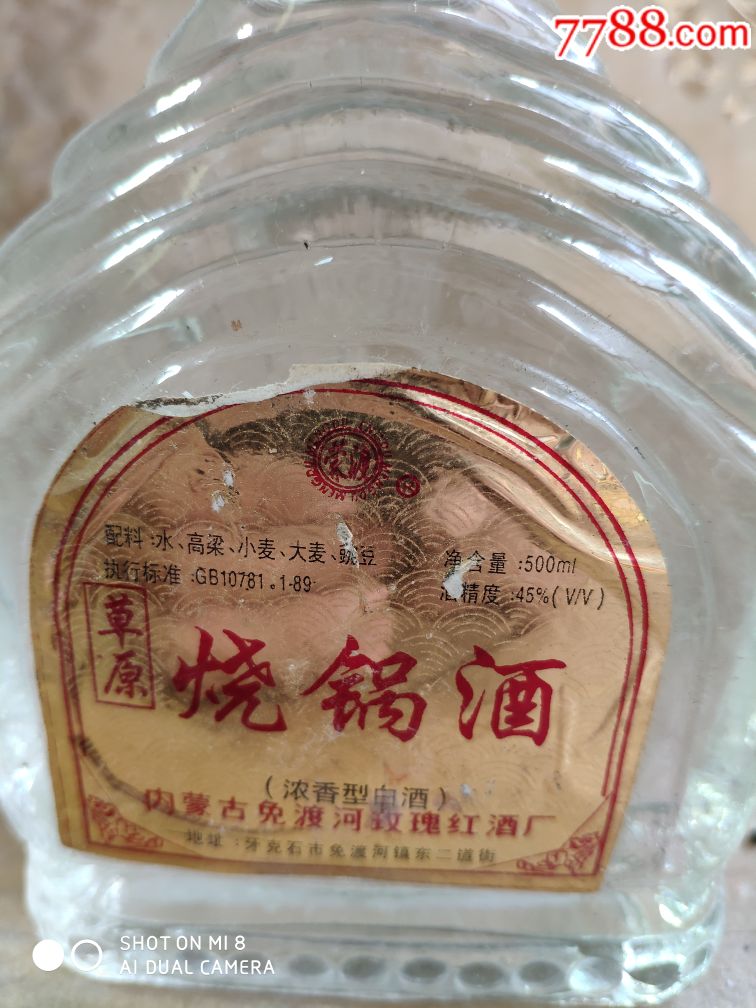 7788.com
蒙源
配料:水、高梁、小麦、大麦、豌豆
净含量:500ml
执行标准:GB10781.1-89
酒精度:45%(V/V)
草原
烧锅酒
(浓香型白酒)
内蒙古免渡河玫瑰红酒厂
地址:牙克石市免渡河镇东二道街
SHOT ON MI 8
AI DUAL CAMERA